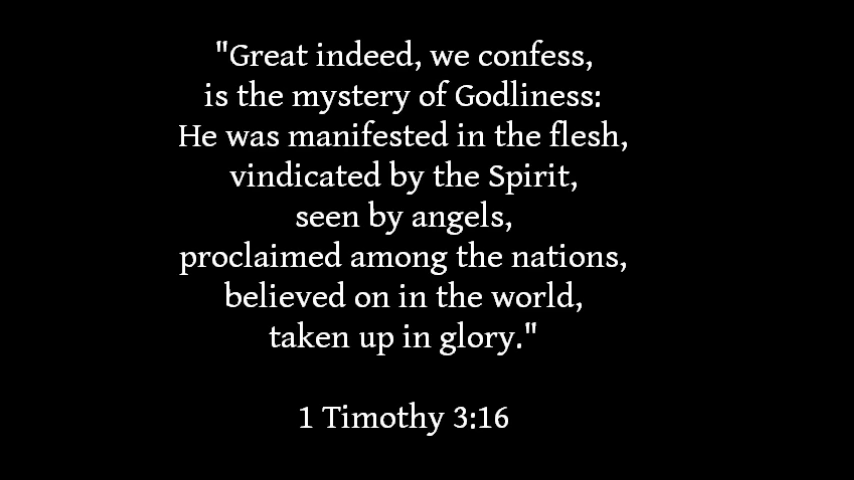 "Great indeed, we confess,
is the mystery of Godliness:
He was manifested in the flesh,
vindicated by the Spirit,
seen by angels,
proclaimed among the nations,
believed on in the world,
taken up in glory."
1 Timothy 3:16